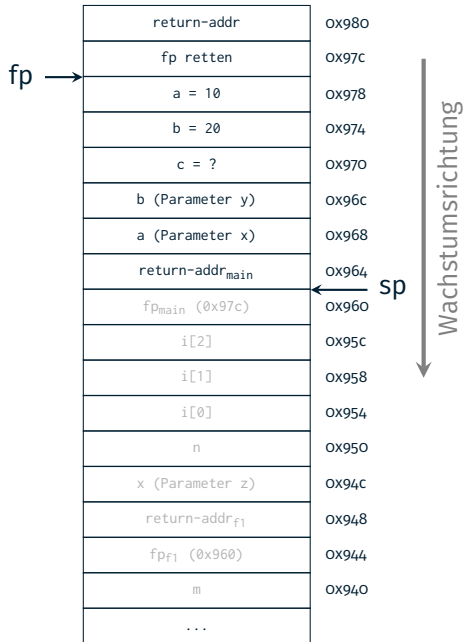 return-addr 0x980
fp retten 0x97c
fp
a = 10 0x978
b = 20 0x974
c = ? 0x970
b (Parameter y) 0x96c
a (Parameter x) 0x968
return-addrmain 0x964
sp
fpmain (0x97c) 0x960
i[2] 0x95c
i[1] 0x958
i[0] 0x954
n 0x950
x (Parameter z) 0x94c
return-addrf1 0x948
fpf1 (0x960) 0x944
m 0x940
...
Wachstumsrichtung